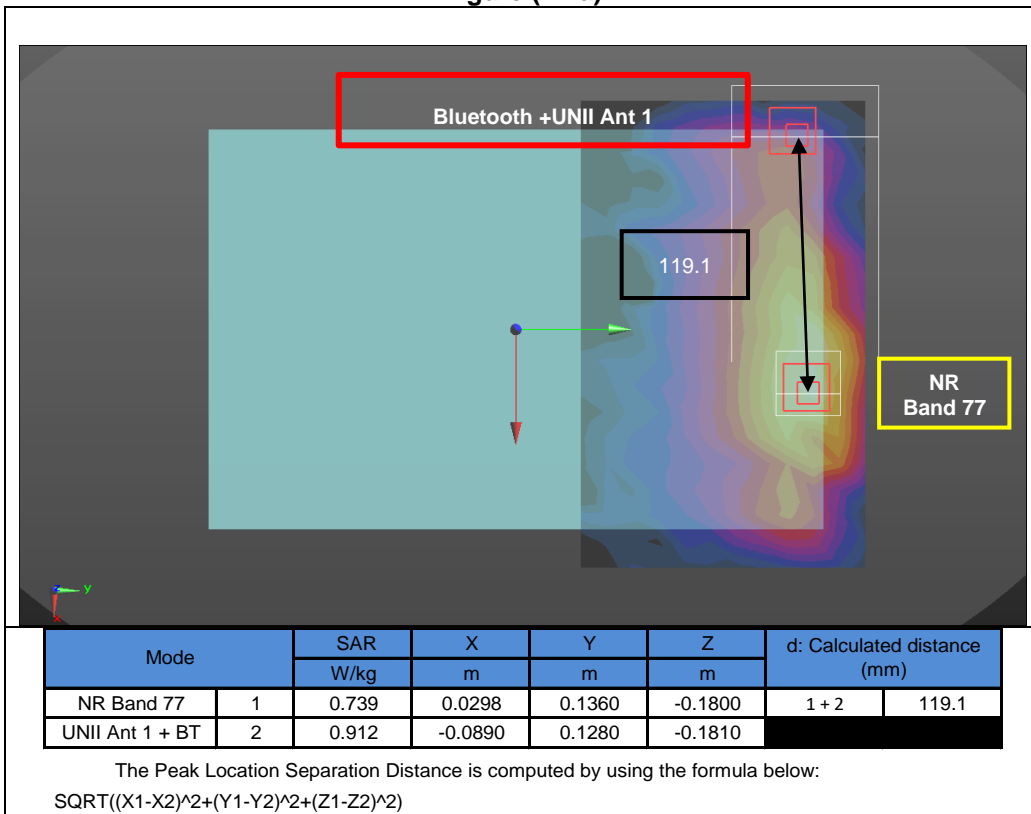 Bluetooth +UNII Ant 1
119.1
NR
Band 77
y
x
Mode SAR X Y Z d: Calculated distance (mm)
W/kg m m m
NR Band 77 1 0.739 0.0298 0.1360 -0.1800 1 + 2 119.1
UNII Ant 1 + BT 2 0.912 -0.0890 0.1280 -0.1810
The Peak Location Separation Distance is computed by using the formula below:
SQRT((X1-X2)^2+(Y1-Y2)^2+(Z1-Z2)^2)